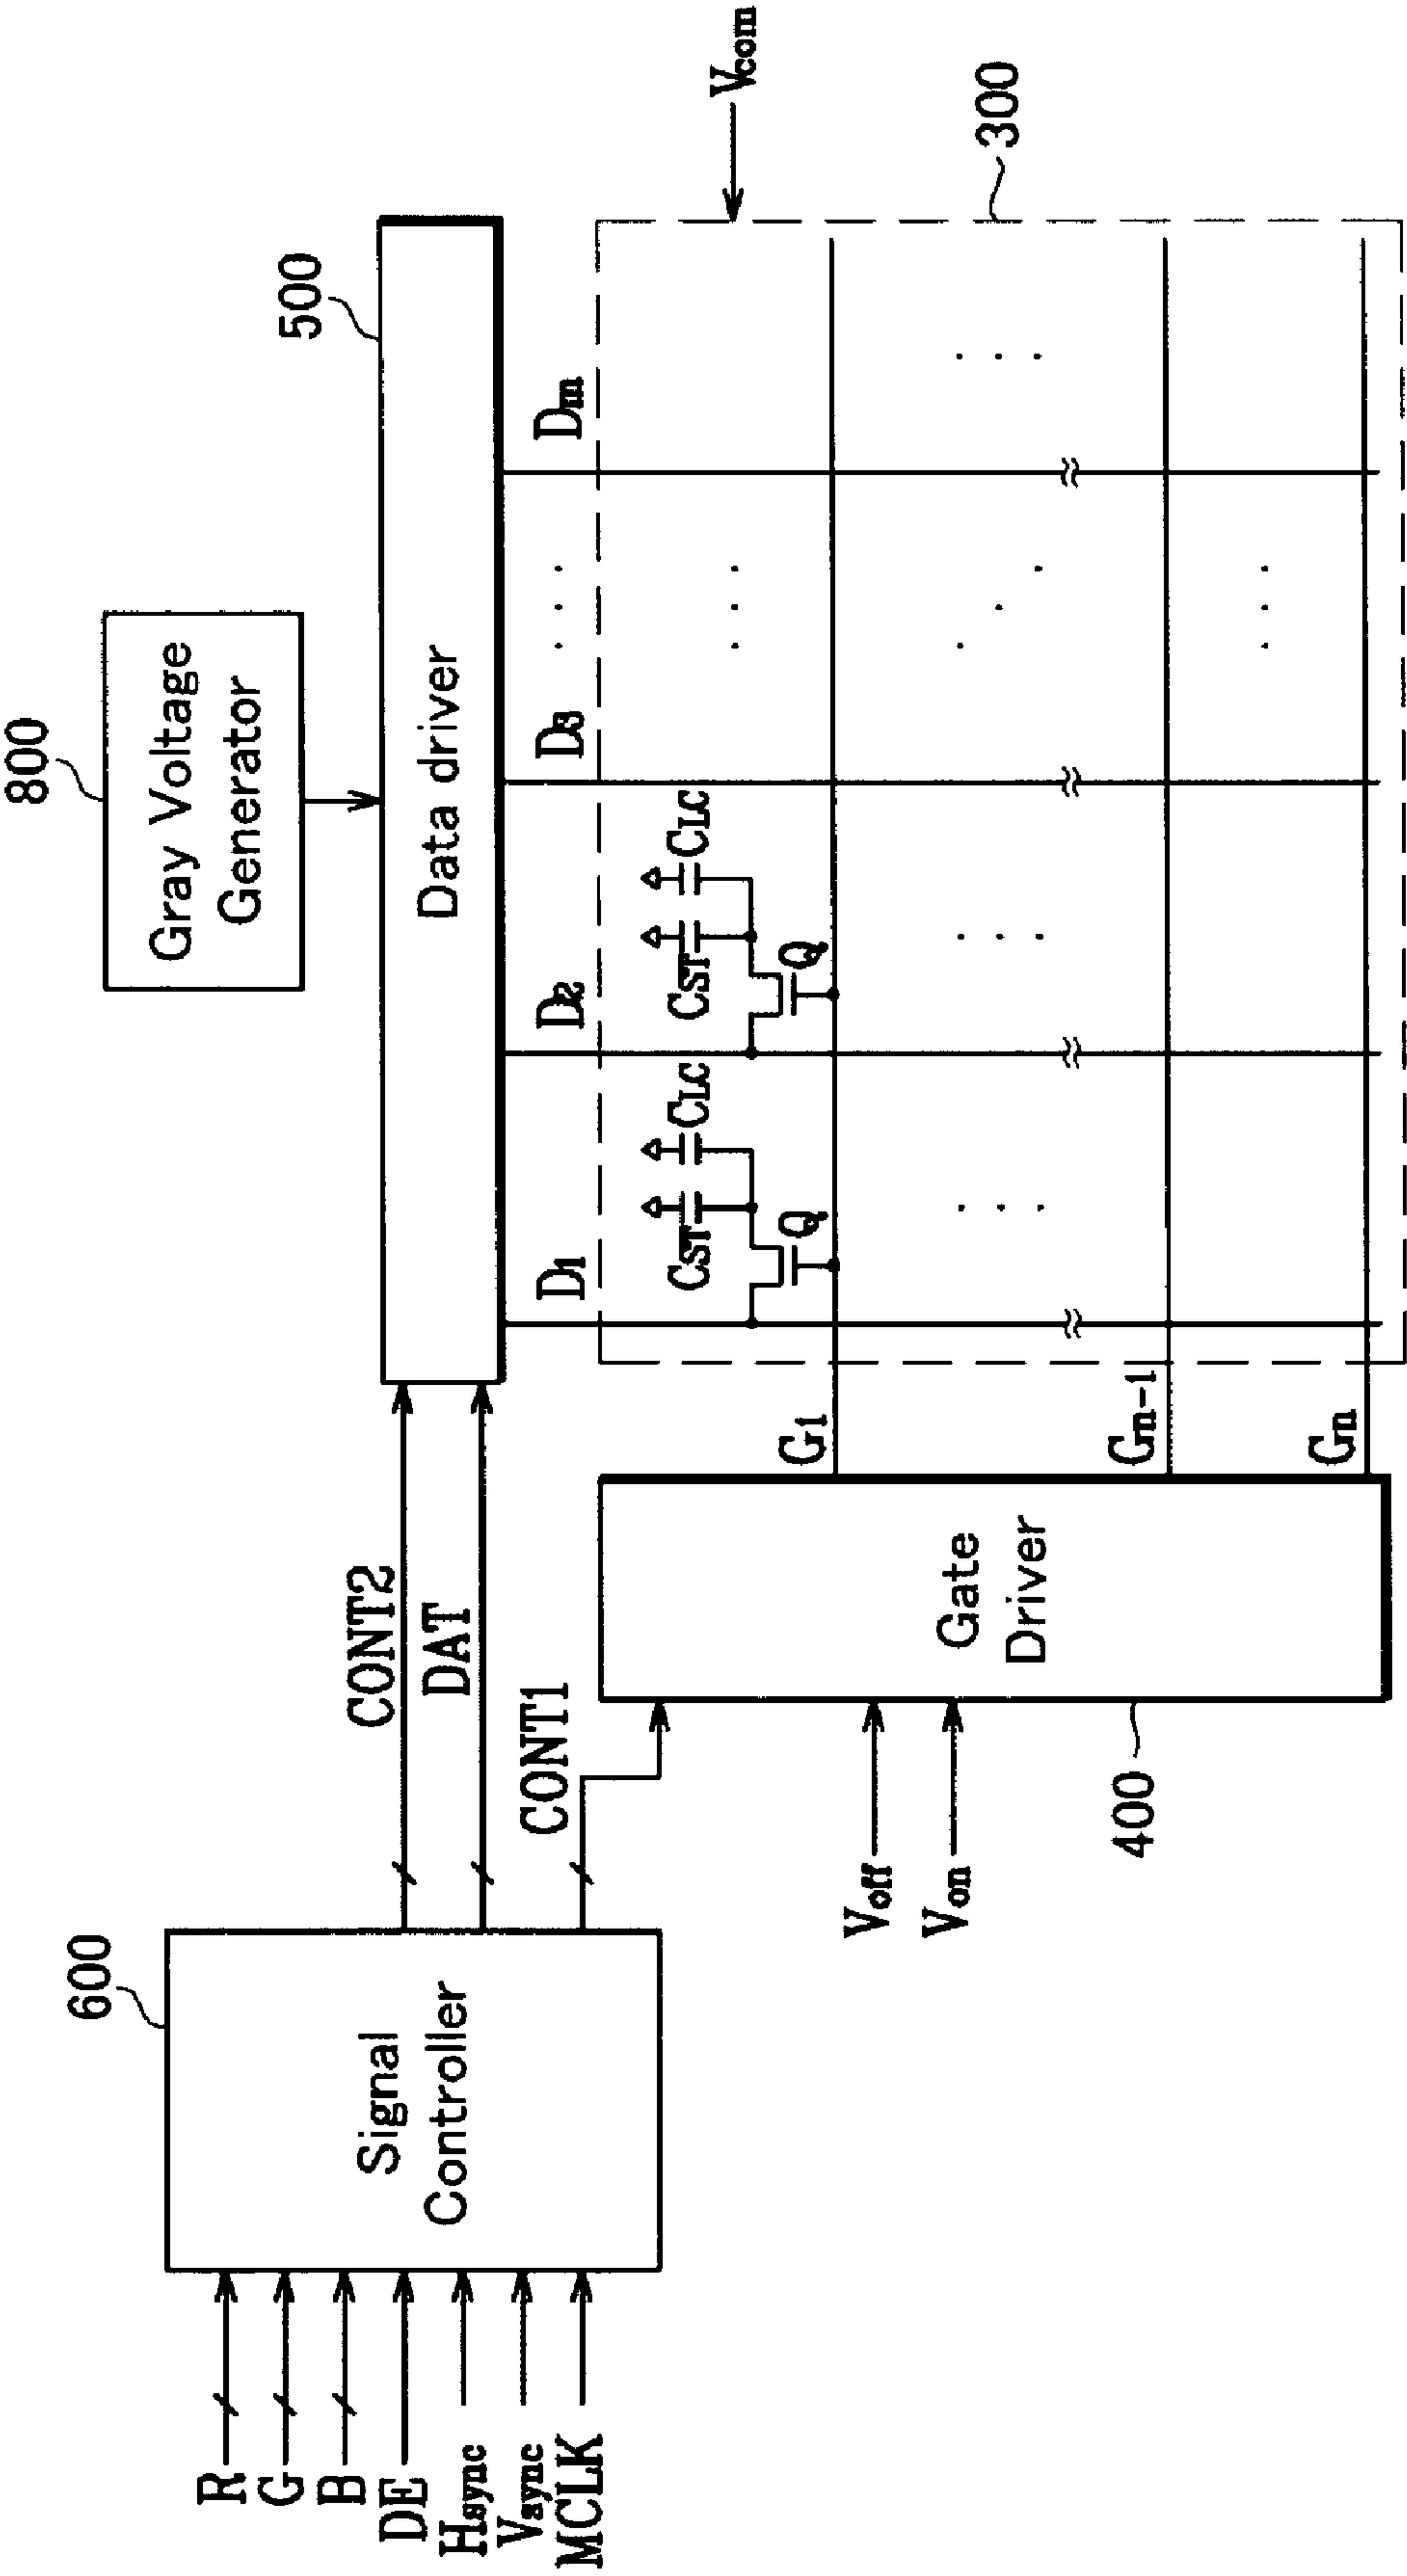 800
Gray Voltage
Generator
500
Data driver
600
Signal
Controller
R
G
B
DE
Hsync
Vsync
MCLK
CONT2
DAT
CONT1
D1
D2
D3
Dm
Vcom
300
CST
CLC
Q
CST
CLC
Q
G1
Gn-1
Gn
Gate
Driver
400
Voff
Von